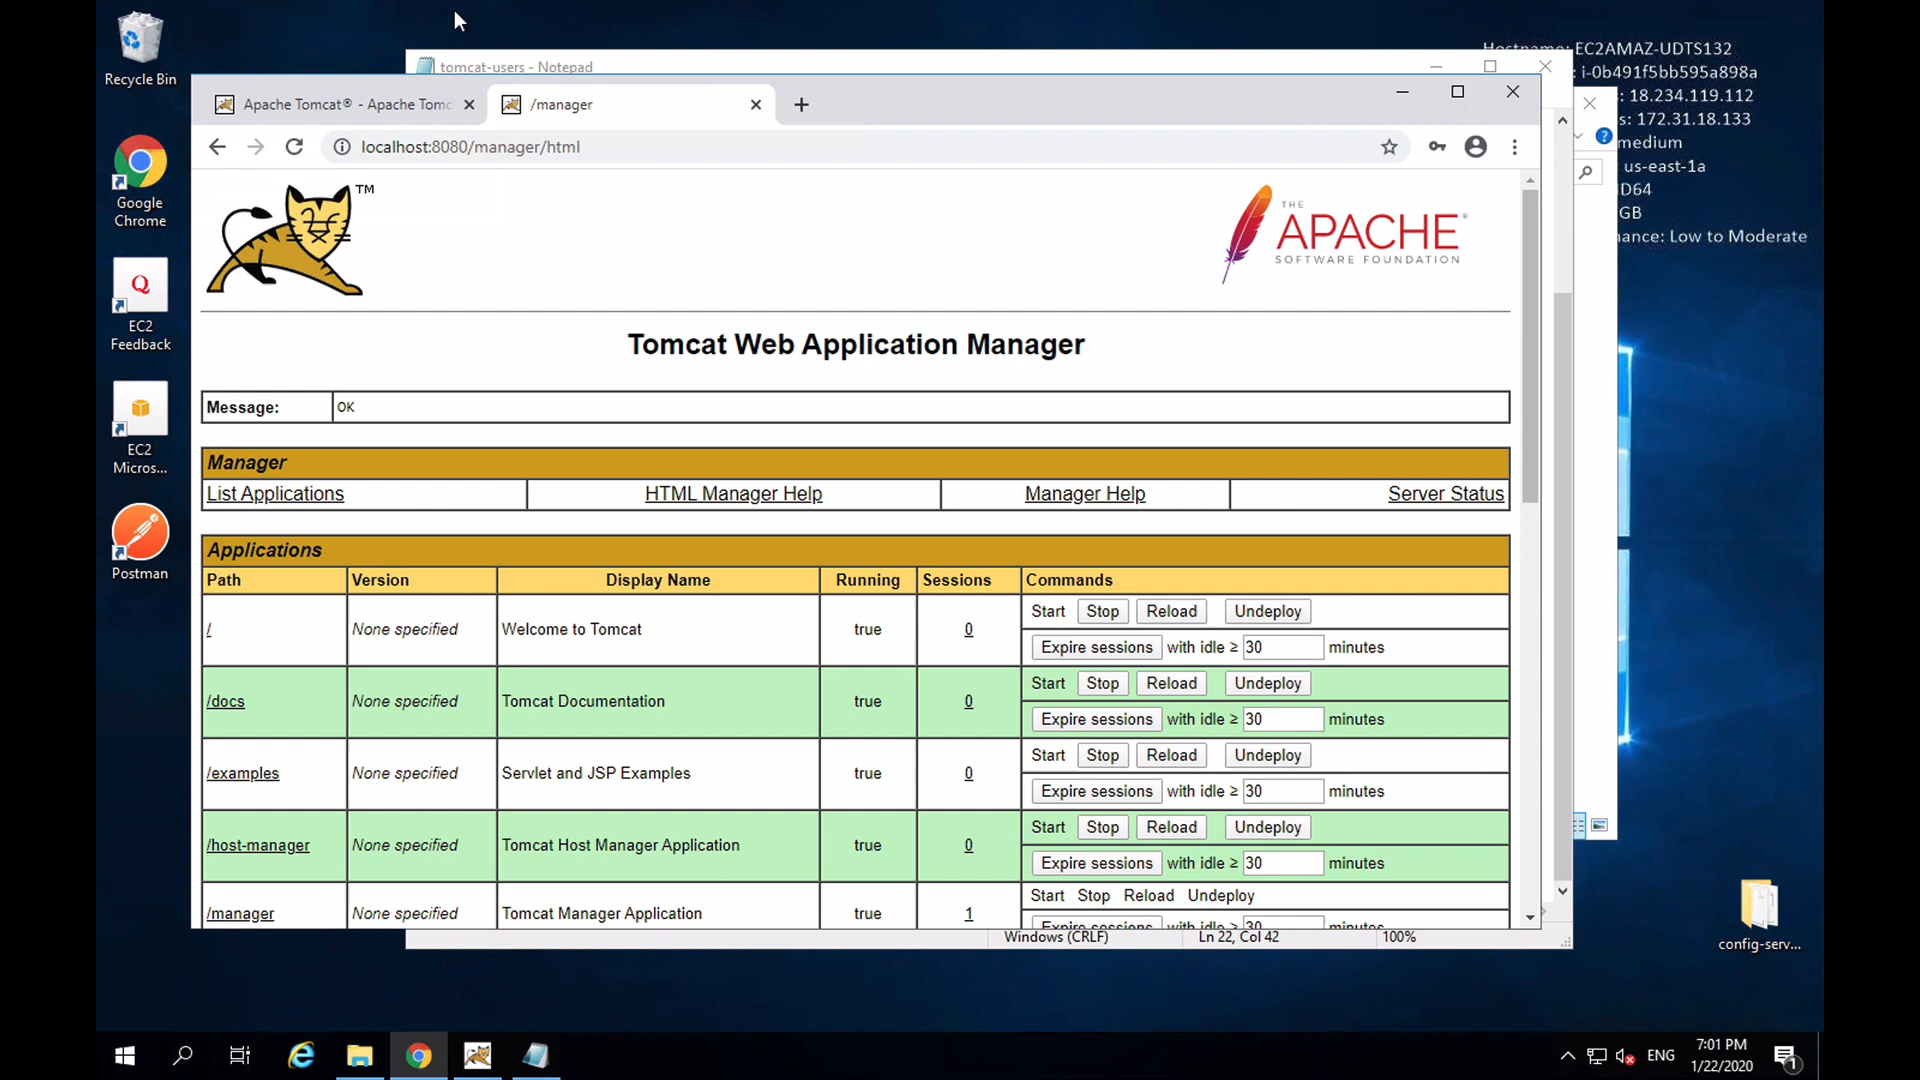 Recycle Bin
Google
Chrome
EC2
Feedback
EC2
Micros...
Postman
tomcat-users - Notepad
Hostname: EC2AMAZ-UDTS132
: i-0b491f5bb595a898a
: 18.234.119.112
s: 172.31.18.133
medium
: us-east-1a
D64
GB
nance: Low to Moderate
Apache Tomcat® - Apache Tomc
/manager
localhost:8080/manager/html
TM
THE
APACHE®
SOFTWARE FOUNDATION
Tomcat Web Application Manager
Message: OK
Manager
List Applications HTML Manager Help Manager Help Server Status
Applications
Path Version Display Name Running Sessions Commands
/ None specified Welcome to Tomcat true 0 Start Stop Reload Undeploy
Expire sessions with idle ≥ 30 minutes
/docs None specified Tomcat Documentation true 0 Start Stop Reload Undeploy
Expire sessions with idle ≥ 30 minutes
/examples None specified Servlet and JSP Examples true 0 Start Stop Reload Undeploy
Expire sessions with idle ≥ 30 minutes
/host-manager None specified Tomcat Host Manager Application true 0 Start Stop Reload Undeploy
Expire sessions with idle ≥ 30 minutes
/manager None specified Tomcat Manager Application true 1 Start Stop Reload Undeploy
Expire sessions with idle ≥ 30 minutes
Windows (CRLF) Ln 22, Col 42 100%
config-serv...
ENG
7:01 PM
1/22/2020
1